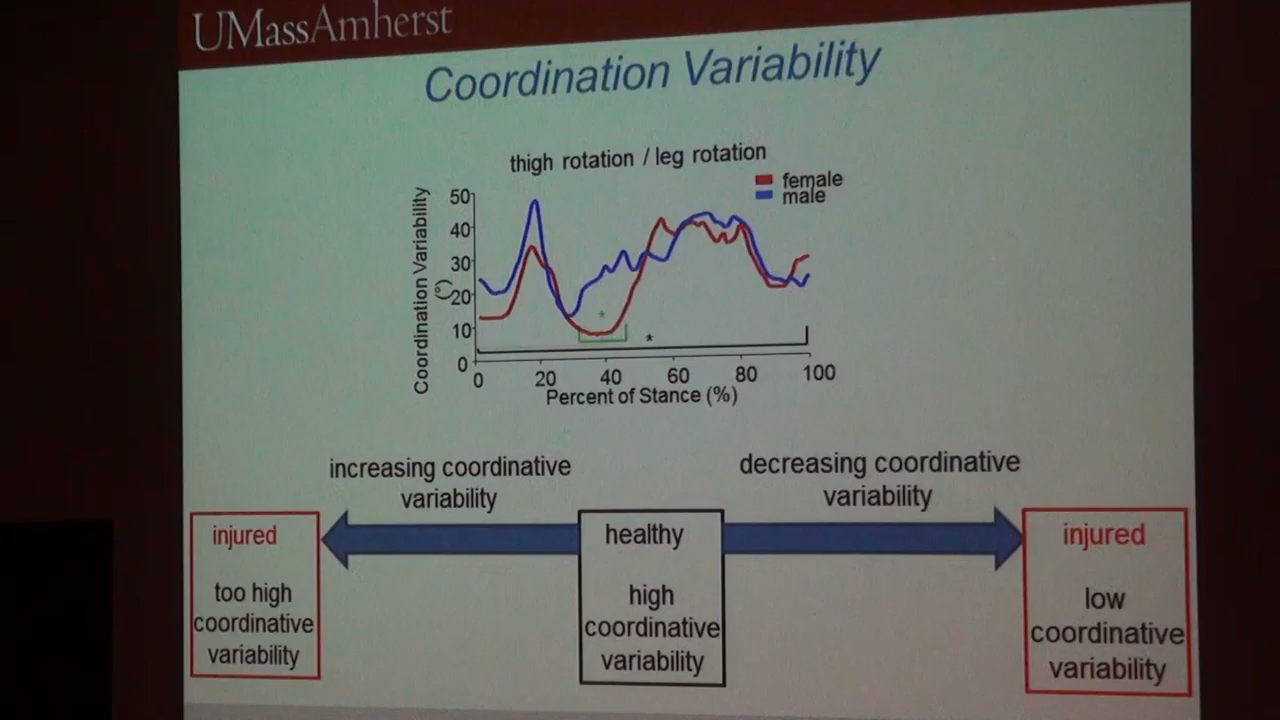 UMassAmherst
Coordination Variability
thigh rotation / leg rotation
female
male
Coordination Variability
(°)
50
40
30
20
10
0
*
*
0 20 40 60 80 100
Percent of Stance (%)
increasing coordinative
variability
decreasing coordinative
variability
injured
too high
coordinative
variability
healthy
high
coordinative
variability
injured
low
coordinative
variability